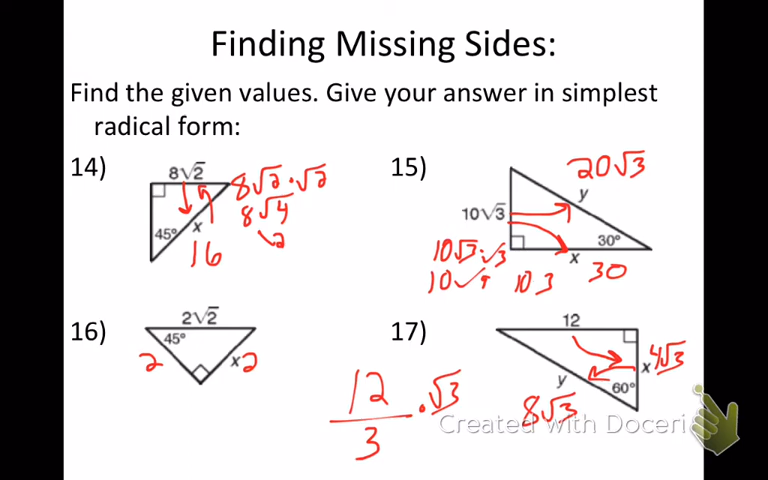 Finding Missing Sides:
Find the given values. Give your answer in simplest
radical form:
14)
8√2
45°
x
16
8√2 · √2
8√4
2
15)
20√3
y
10√3
30°
x
30
10√3 · √3
10√9
10 3
16)
2√2
45°
2
x 2
17)
12
x 4√3
60°
y
8√3
12
3
· √3
Created with Doceri